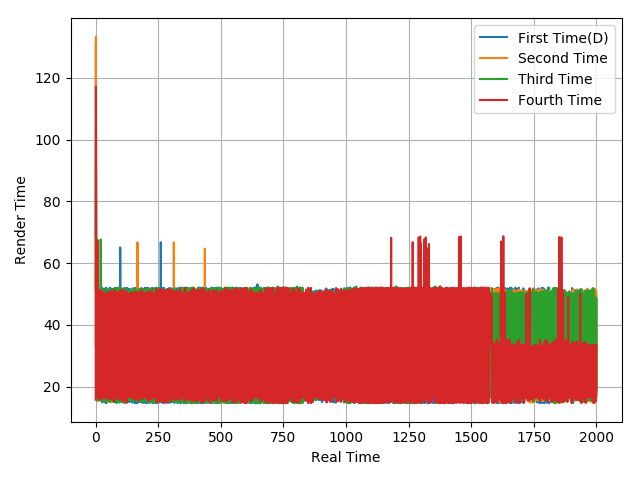 First Time(D)
Second Time
Third Time
Fourth Time
Render Time
120
100
80
60
40
20
0 250 500 750 1000 1250 1500 1750 2000
Real Time